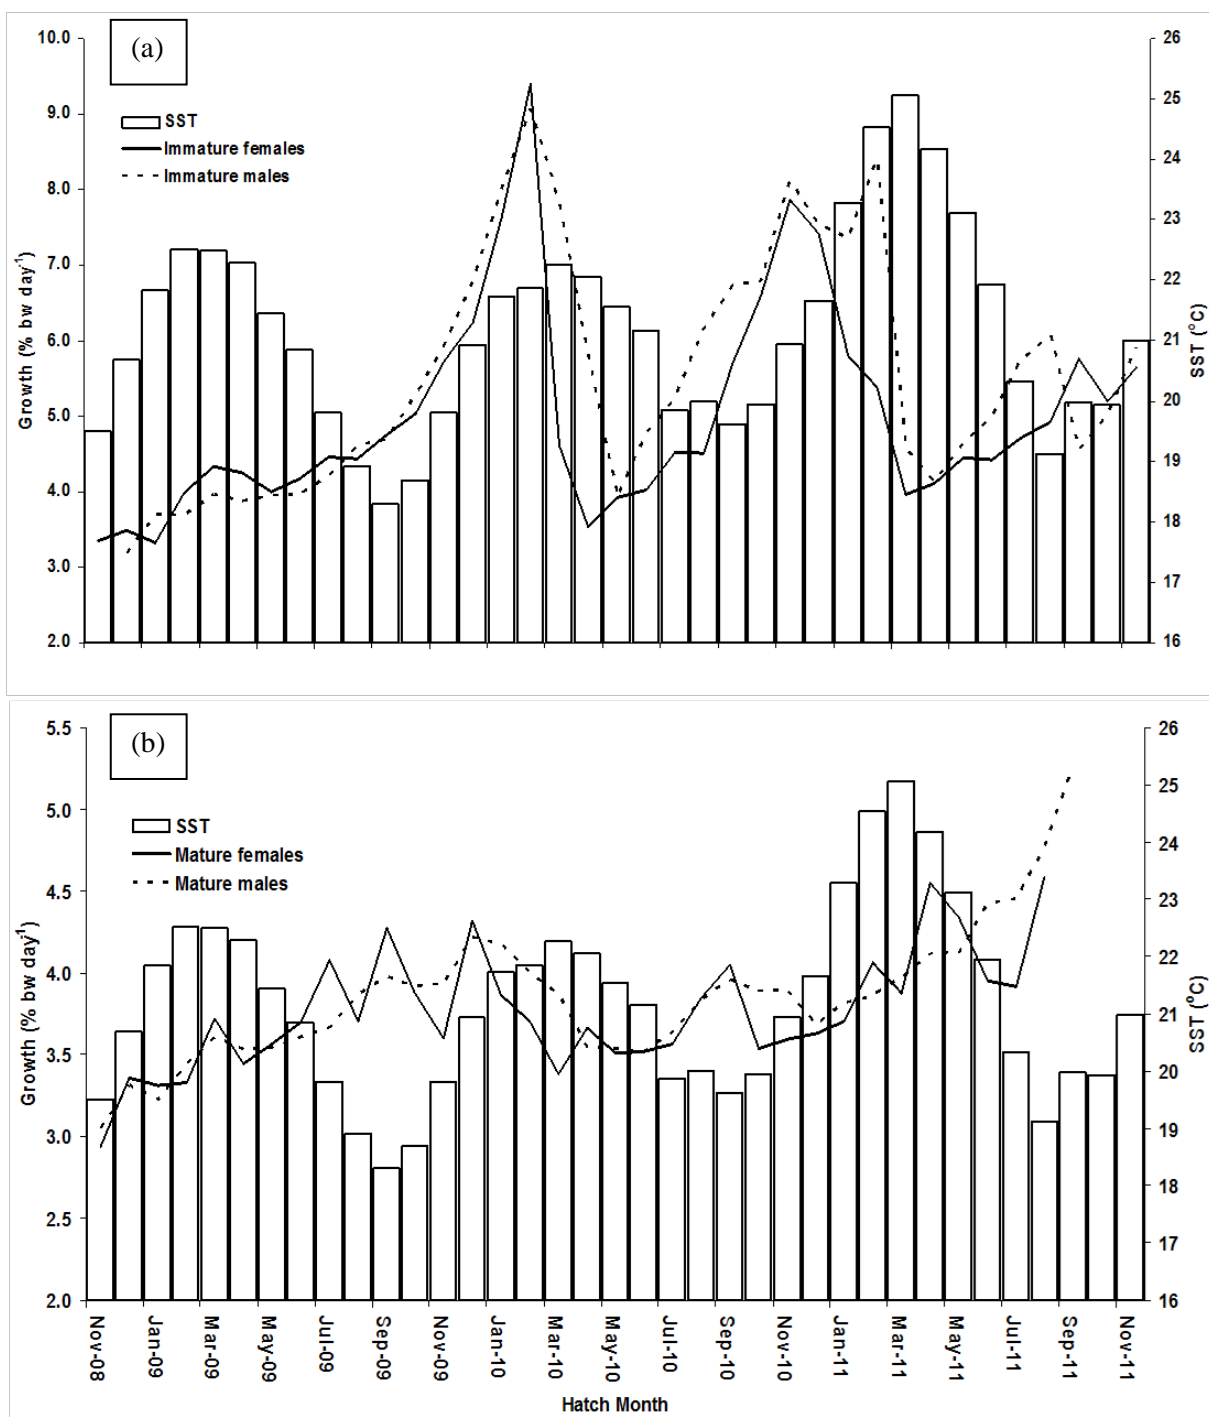 (a)
10.0
9.0
8.0
7.0
6.0
5.0
4.0
3.0
2.0
Growth (% bw day-1)
SST
Immature females
Immature males
26
25
24
23
22
21
20
19
18
17
16
SST (°C)
(b)
5.5
5.0
4.5
4.0
3.5
3.0
2.5
2.0
Growth (% bw day-1)
SST
Mature females
Mature males
26
25
24
23
22
21
20
19
18
17
16
SST (°C)
Nov-08
Jan-09
Mar-09
May-09
Jul-09
Sep-09
Nov-09
Jan-10
Mar-10
May-10
Jul-10
Sep-10
Nov-10
Jan-11
Mar-11
May-11
Jul-11
Sep-11
Nov-11
Hatch Month